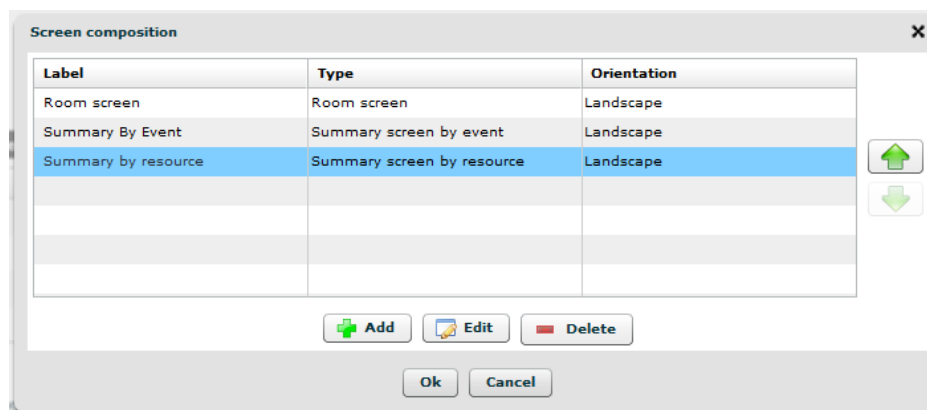 Screen composition
Label Type Orientation
Room screen Room screen Landscape
Summary By Event Summary screen by event Landscape
Summary by resource Summary screen by resource Landscape
Add Edit Delete
Ok Cancel